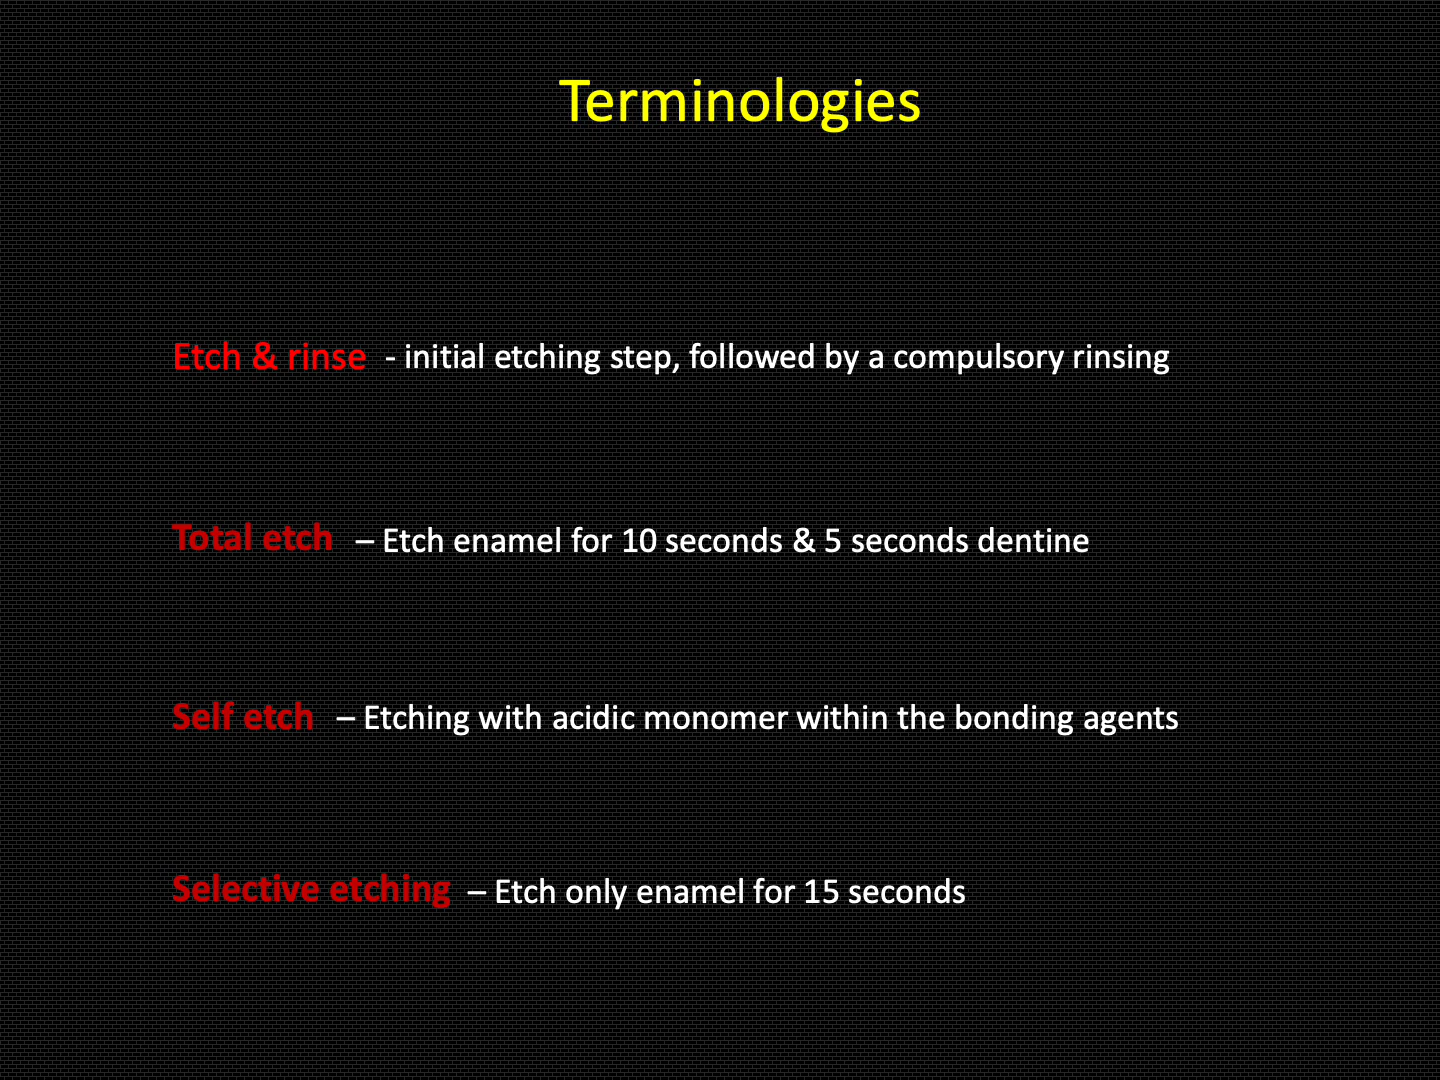 Terminologies
Etch & rinse - initial etching step, followed by a compulsory rinsing
Total etch – Etch enamel for 10 seconds & 5 seconds dentine
Self etch – Etching with acidic monomer within the bonding agents
Selective etching – Etch only enamel for 15 seconds